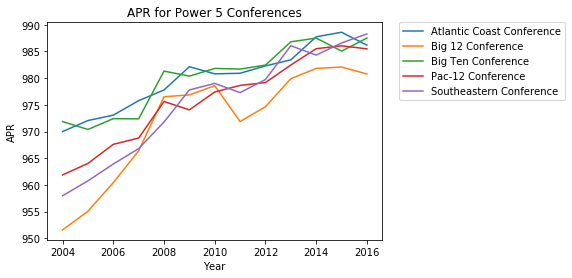 APR for Power 5 Conferences
990
985
980
975
970
965
960
955
950
APR
2004
2006
2008
2010
2012
2014
2016
Year
Atlantic Coast Conference
Big 12 Conference
Big Ten Conference
Pac-12 Conference
Southeastern Conference